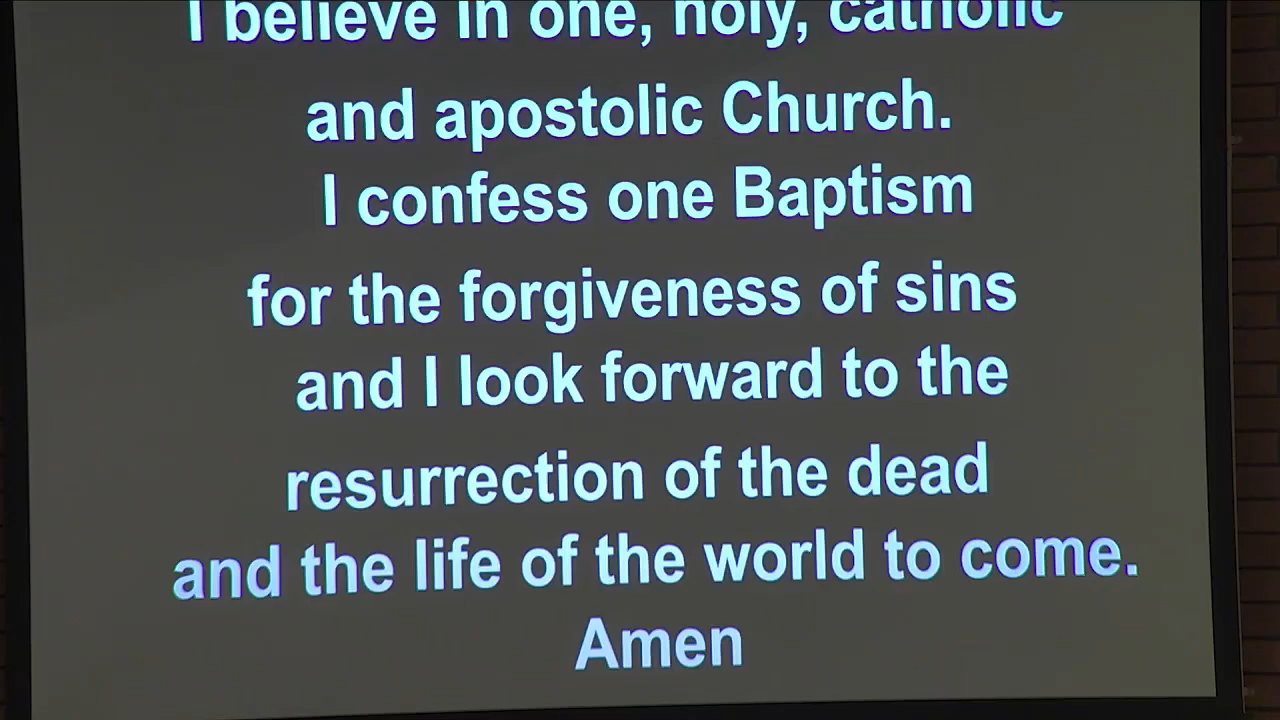 I believe in one, holy, catholic
and apostolic Church.
I confess one Baptism
for the forgiveness of sins
and I look forward to the
resurrection of the dead
and the life of the world to come.
Amen